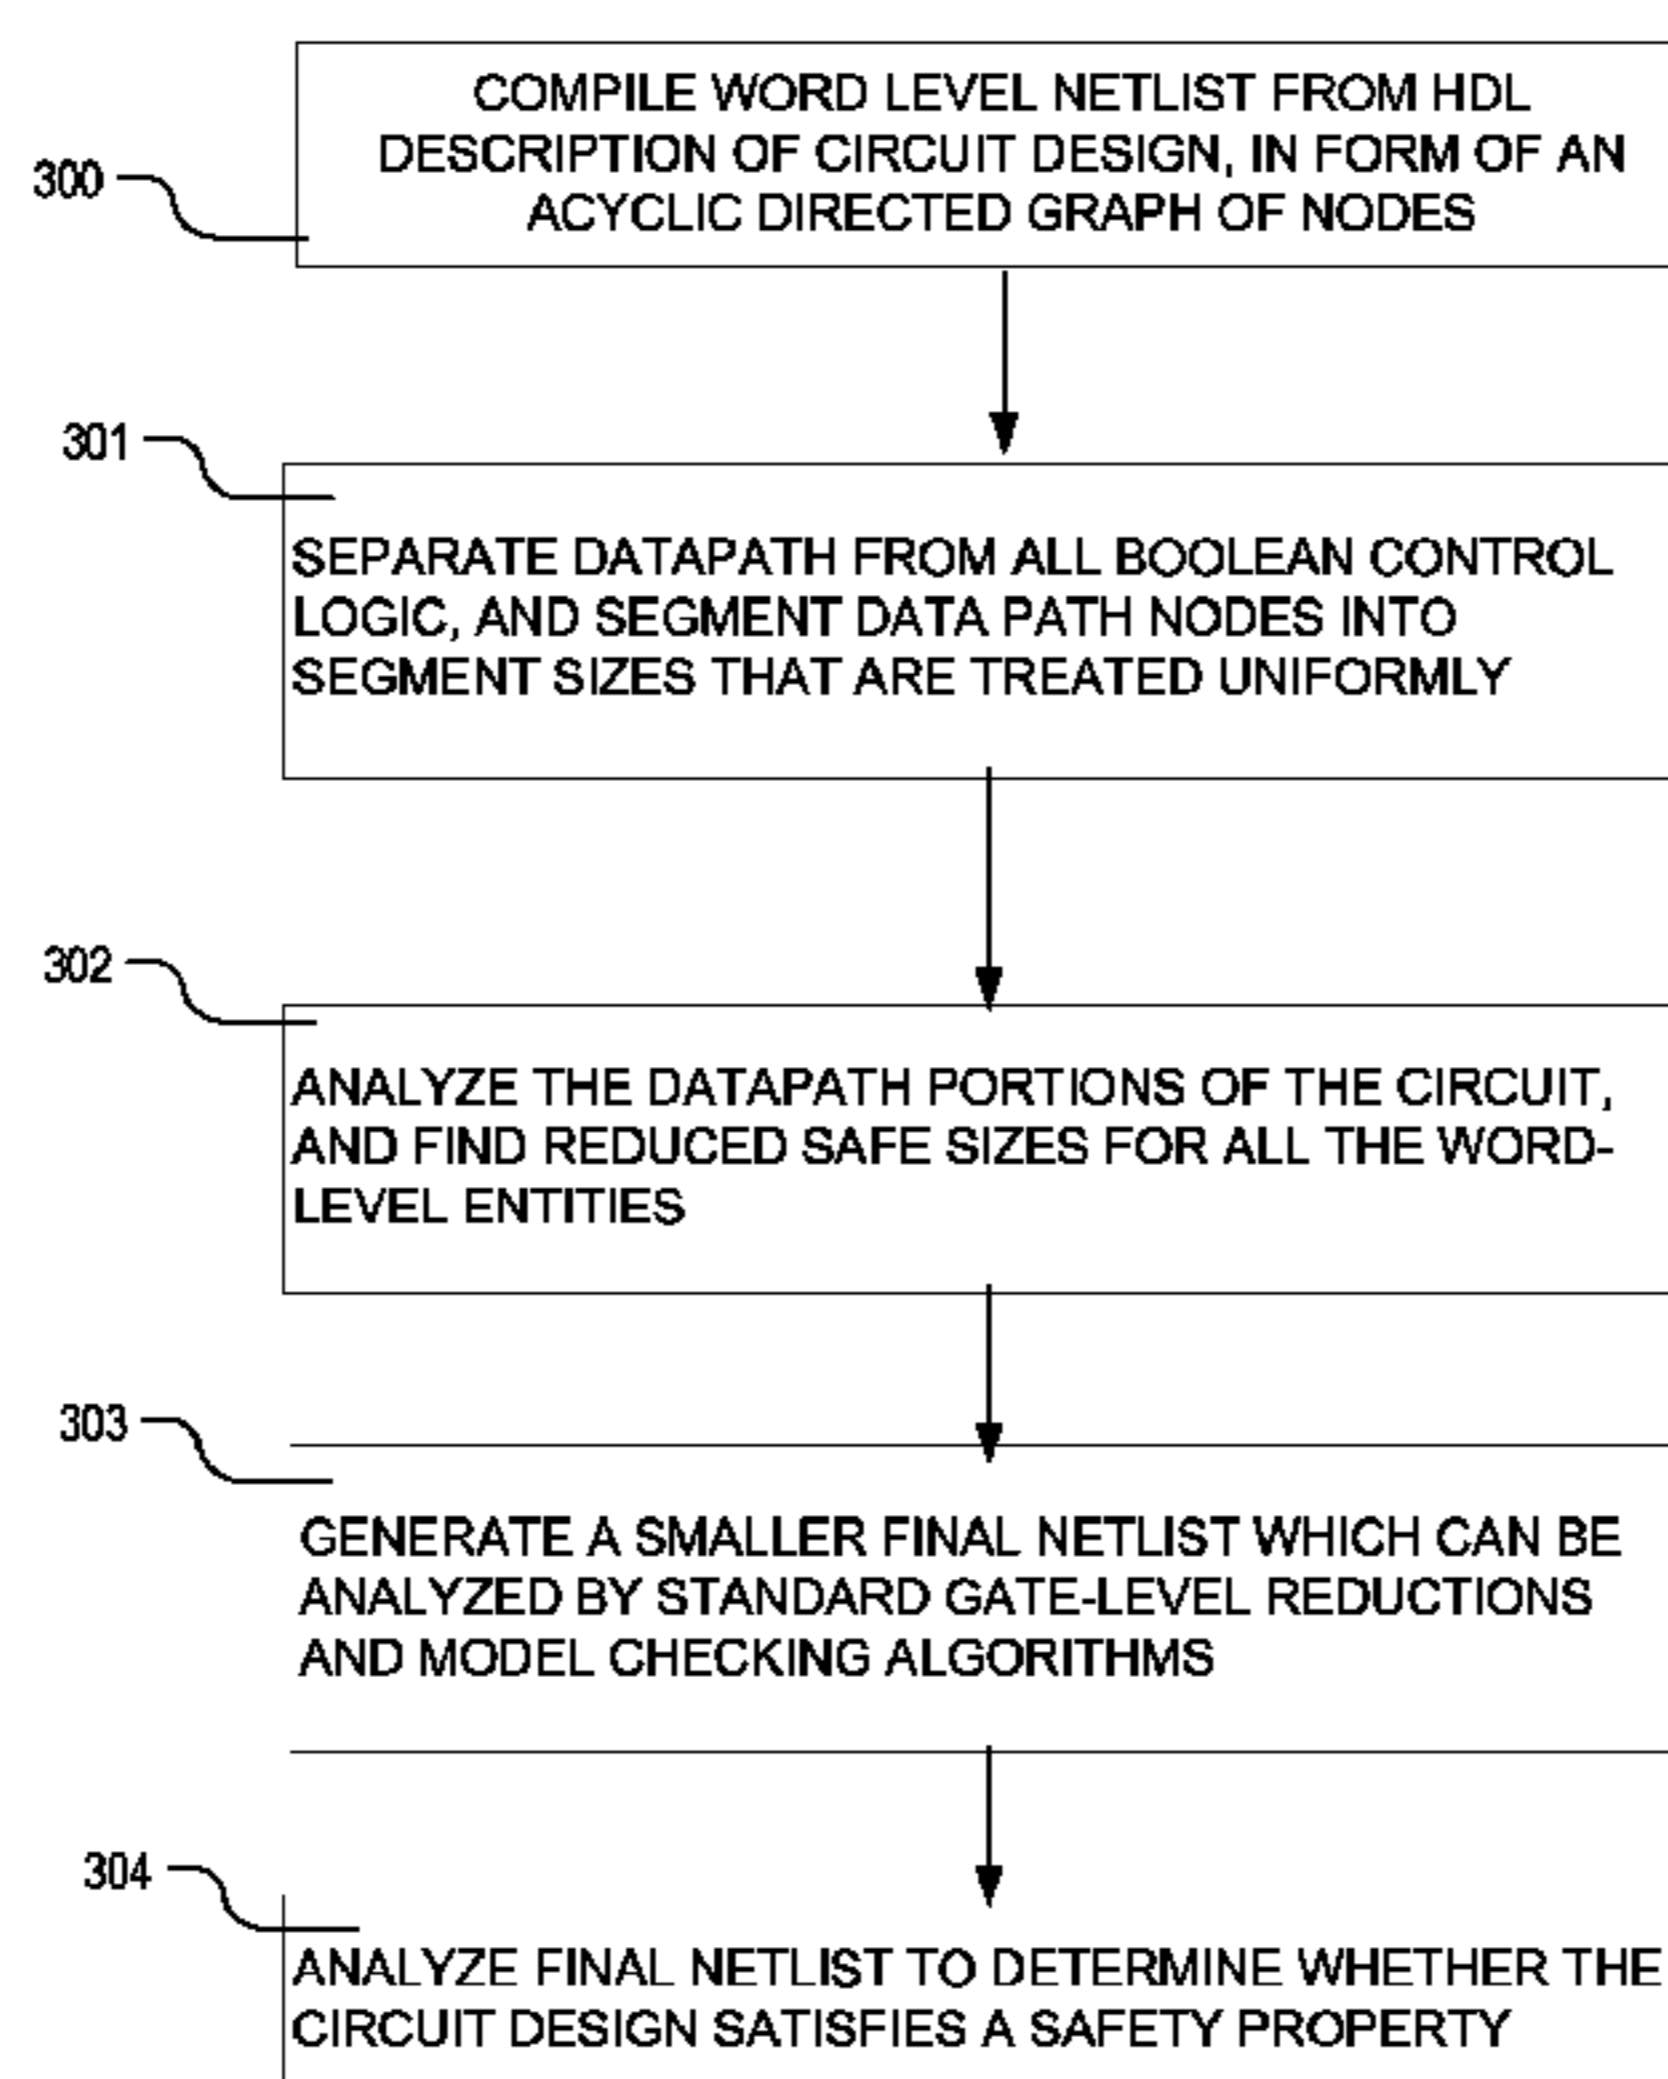 COMPILE WORD LEVEL NETLIST FROM HDL
DESCRIPTION OF CIRCUIT DESIGN, IN FORM OF AN
ACYCLIC DIRECTED GRAPH OF NODES
300
301
SEPARATE DATAPATH FROM ALL BOOLEAN CONTROL
LOGIC, AND SEGMENT DATA PATH NODES INTO
SEGMENT SIZES THAT ARE TREATED UNIFORMLY
302
ANALYZE THE DATAPATH PORTIONS OF THE CIRCUIT,
AND FIND REDUCED SAFE SIZES FOR ALL THE WORD-
LEVEL ENTITIES
303
GENERATE A SMALLER FINAL NETLIST WHICH CAN BE
ANALYZED BY STANDARD GATE-LEVEL REDUCTIONS
AND MODEL CHECKING ALGORITHMS
304
ANALYZE FINAL NETLIST TO DETERMINE WHETHER THE
CIRCUIT DESIGN SATISFIES A SAFETY PROPERTY